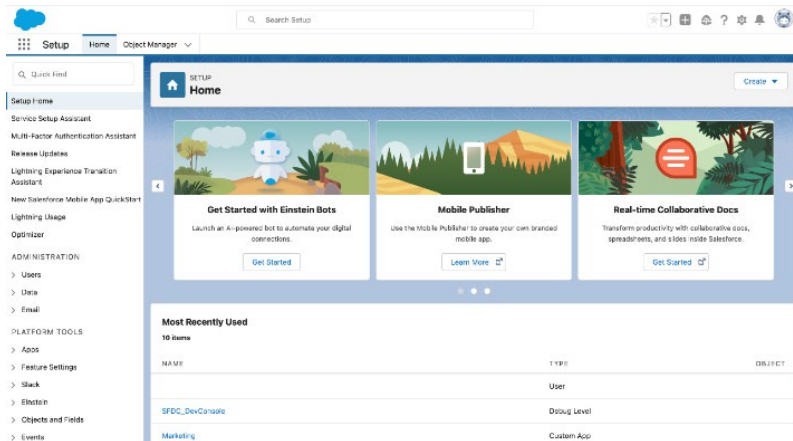 Search Setup
Setup
Home
Object Manager
Quick Find
Setup Home
Service Setup Assistant
Multi-Factor Authentication Assistant
Release Updates
Lightning Experience Transition
Assistant
New Salesforce Mobile App QuickStart
Lightning Usage
Optimizer
ADMINISTRATION
> Users
> Data
> Email
PLATFORM TOOLS
> Apps
> Feature Settings
> Slack
> Einstein
> Objects and Fields
> Events
SETUP
Home
Create
Get Started with Einstein Bots
Launch an AI-powered bot to automate your digital
connections.
Get Started
Mobile Publisher
Use the Mobile Publisher to create your own branded
mobile app.
Learn More
Real-time Collaborative Docs
Transform productivity with collaborative docs,
spreadsheets, and slides inside Salesforce.
Get Started
Most Recently Used
10 items
NAME TYPE OBJECT
User
SFDC_DevConsole Debug Level
Marketing Custom App